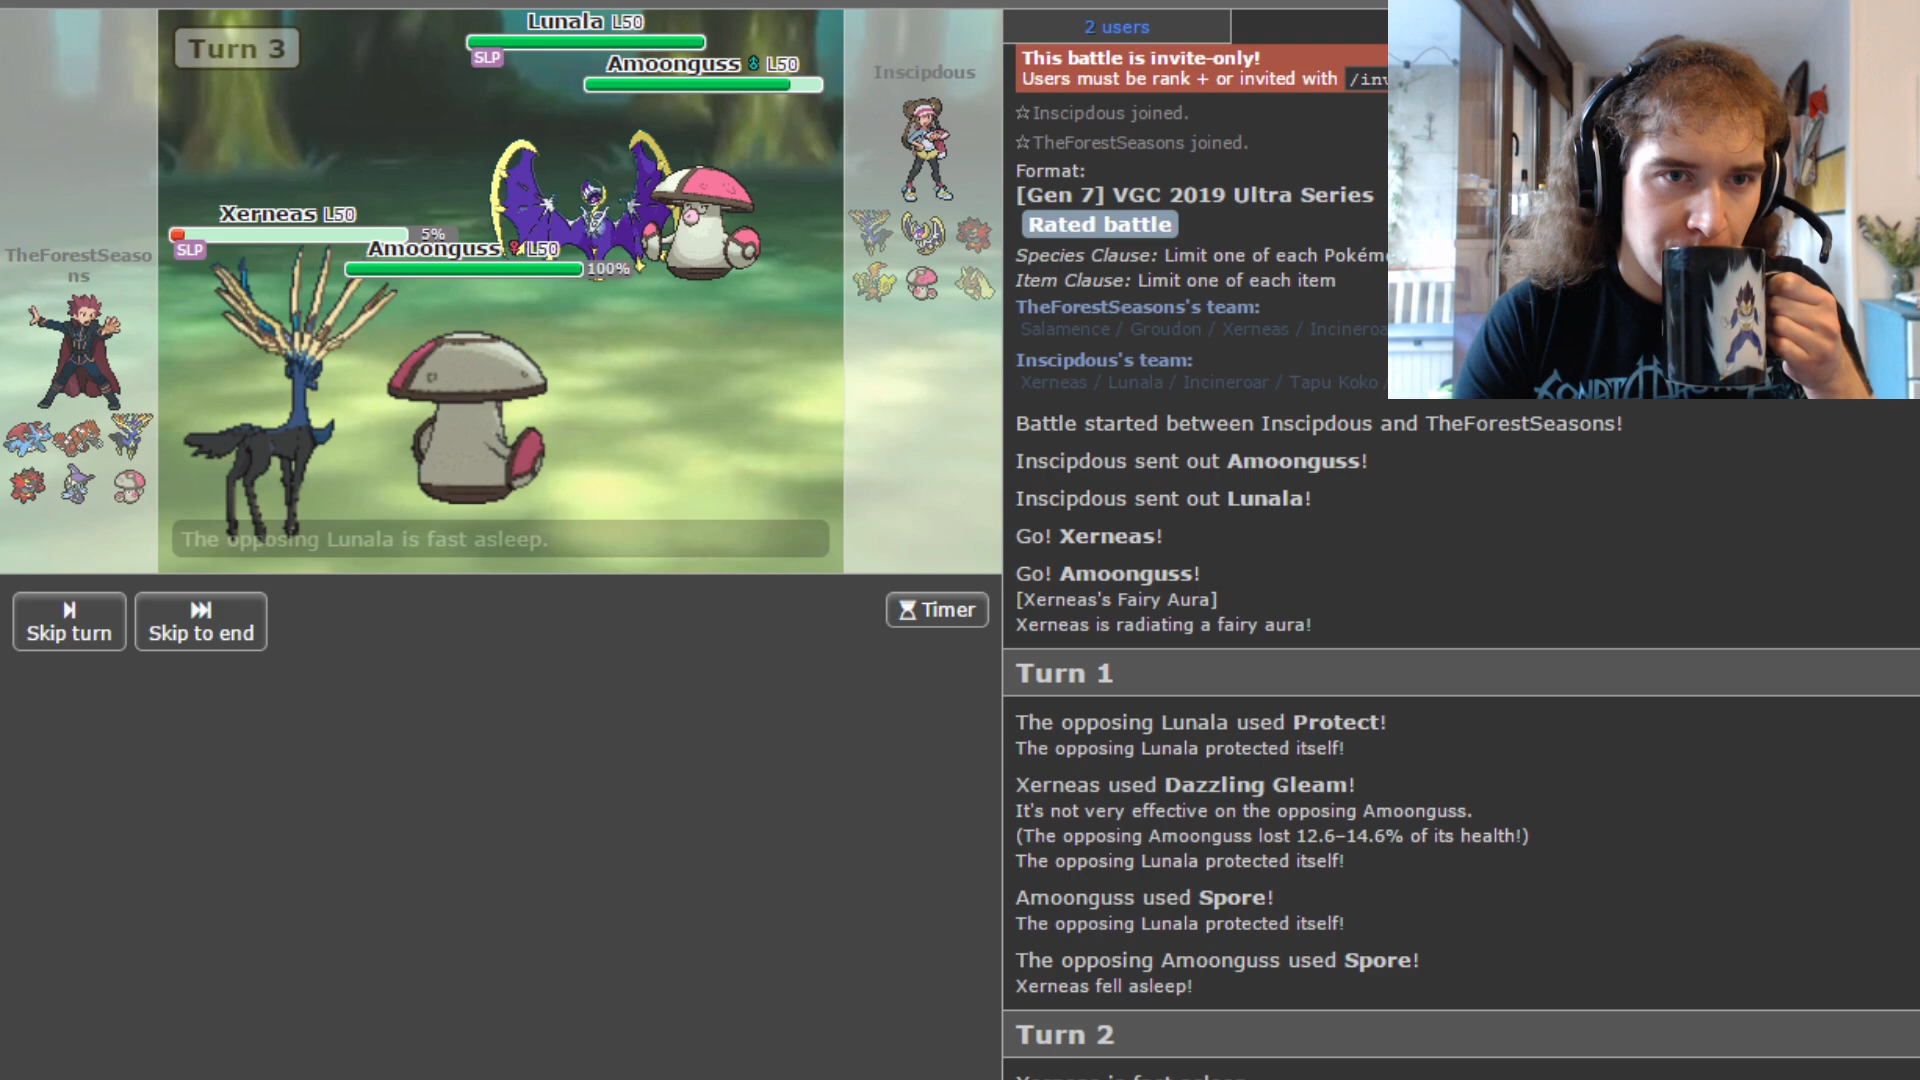 Turn 3
Lunala L50
SLP
Amoonguss L50
Xerneas L50
5%
SLP
Amoonguss L50
100%
TheForestSeaso
ns
Inscipdous
The opposing Lunala is fast asleep.
Skip turn
Skip to end
Timer
2 users
This battle is invite-only!
Users must be rank + or invited with /inv
☆Inscipdous joined.
☆TheForestSeasons joined.
Format:
[Gen 7] VGC 2019 Ultra Series
Rated battle
Species Clause: Limit one of each Pokém
Item Clause: Limit one of each item
TheForestSeasons's team:
Salamence / Groudon / Xerneas / Incineroa
Inscipdous's team:
Xerneas / Lunala / Incineroar / Tapu Koko /
Battle started between Inscipdous and TheForestSeasons!
Inscipdous sent out Amoonguss!
Inscipdous sent out Lunala!
Go! Xerneas!
Go! Amoonguss!
[Xerneas's Fairy Aura]
Xerneas is radiating a fairy aura!
Turn 1
The opposing Lunala used Protect!
The opposing Lunala protected itself!
Xerneas used Dazzling Gleam!
It's not very effective on the opposing Amoonguss.
(The opposing Amoonguss lost 12.6–14.6% of its health!)
The opposing Lunala protected itself!
Amoonguss used Spore!
The opposing Lunala protected itself!
The opposing Amoonguss used Spore!
Xerneas fell asleep!
Turn 2